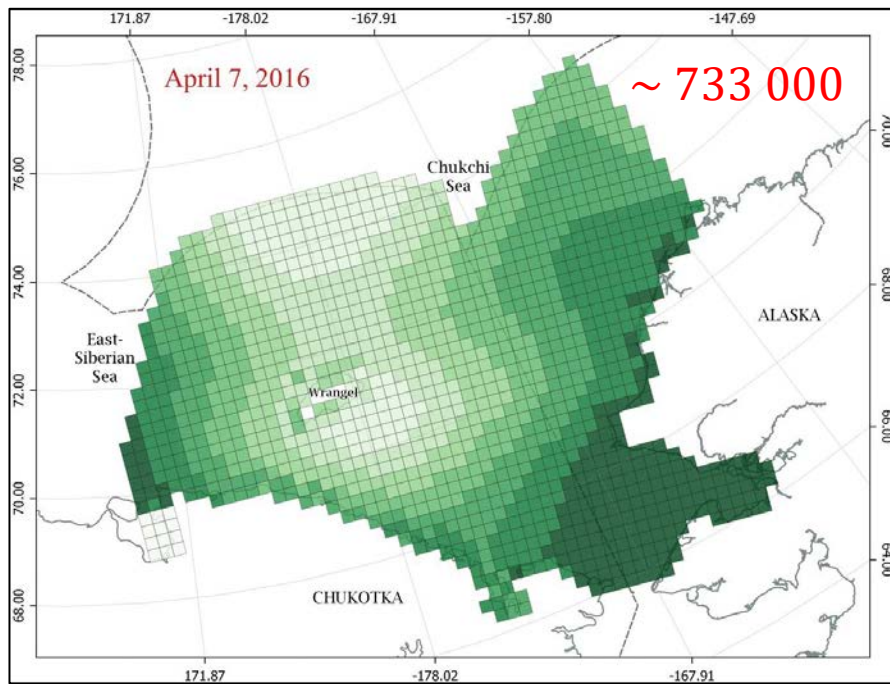 171.87
-178.02
-167.91
-157.80
-147.69
April 7, 2016
~ 733 000
78.00
76.00
74.00
72.00
70.00
68.00
70.00
68.00
66.00
64.00
Chukchi
Sea
East-
Siberian
Sea
ALASKA
Wrangel
CHUKOTKA
171.87
-178.02
-167.91